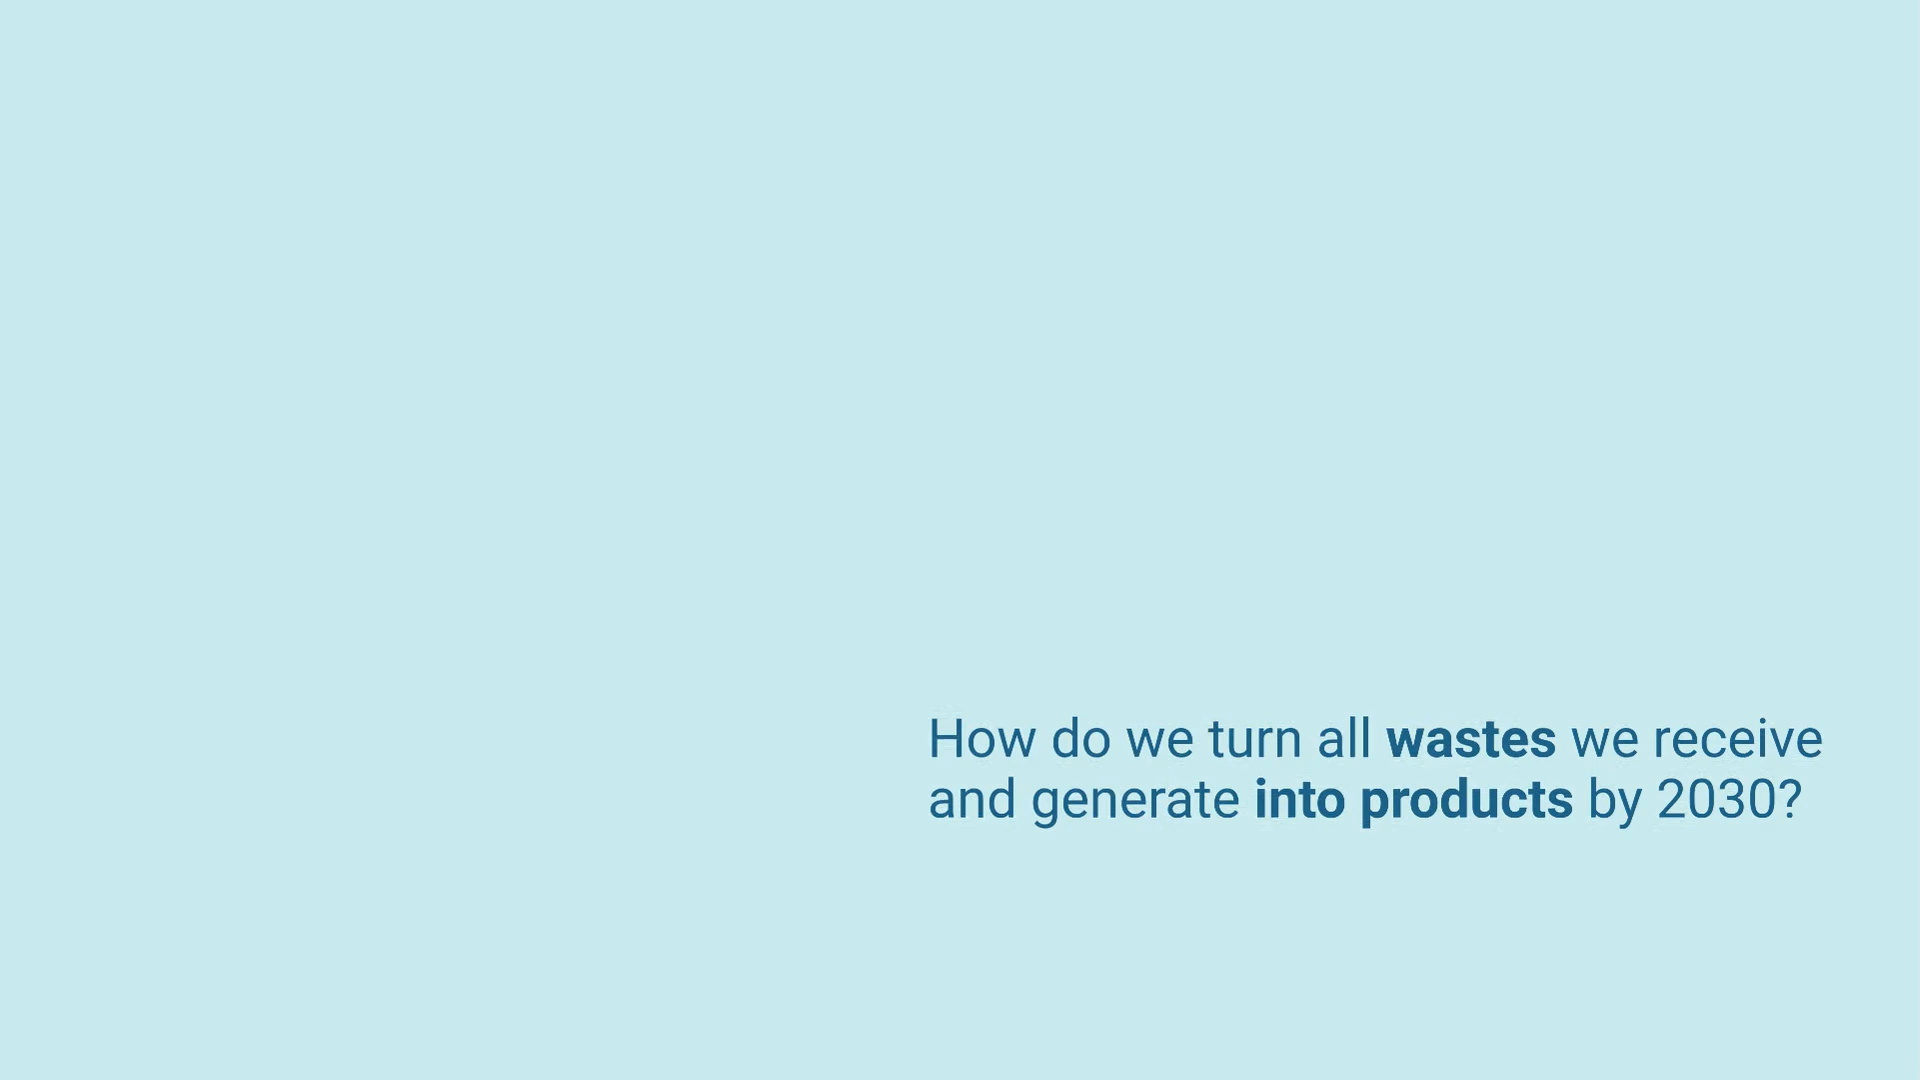 How do we turn all wastes we receive
and generate into products by 2030?